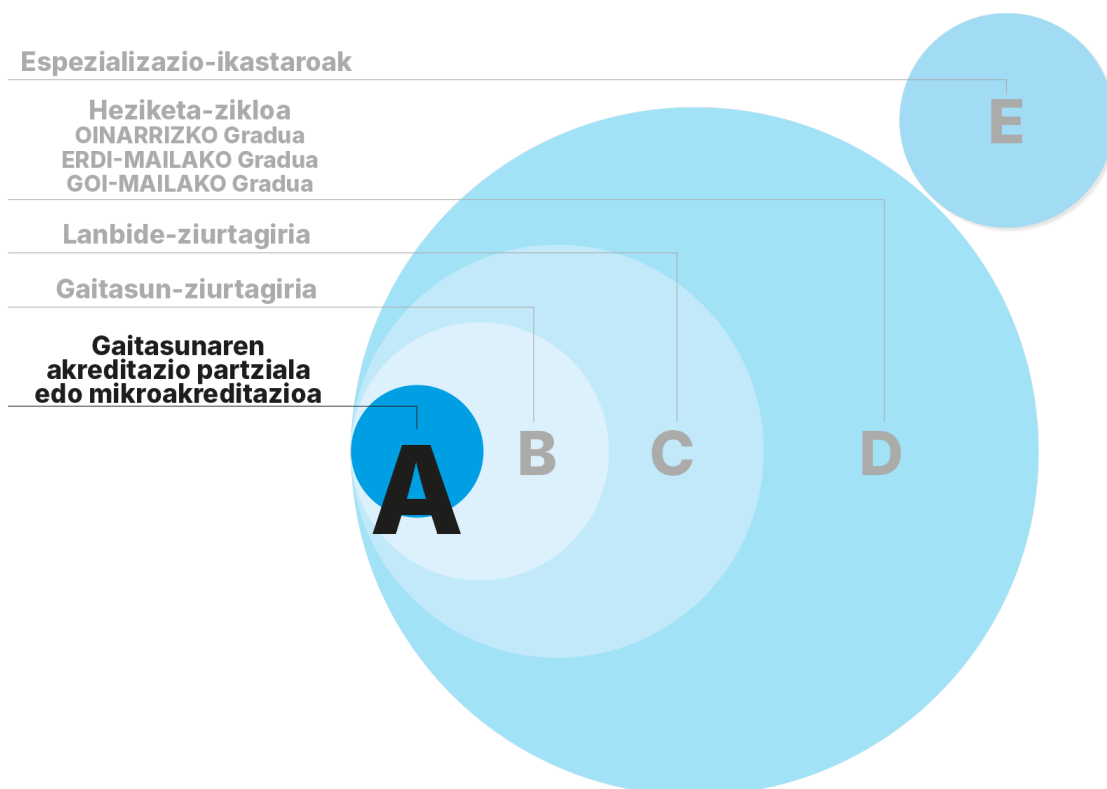 Espezializazio-ikastaroak
E
Heziketa-zikloa
OINARRIZKO Gradua
ERDI-MAILAKO Gradua
GOI-MAILAKO Gradua
Lanbide-ziurtagiria
Gaitasun-ziurtagiria
Gaitasunaren
akreditazio partziala
edo mikroakreditazioa
A
B
C
D